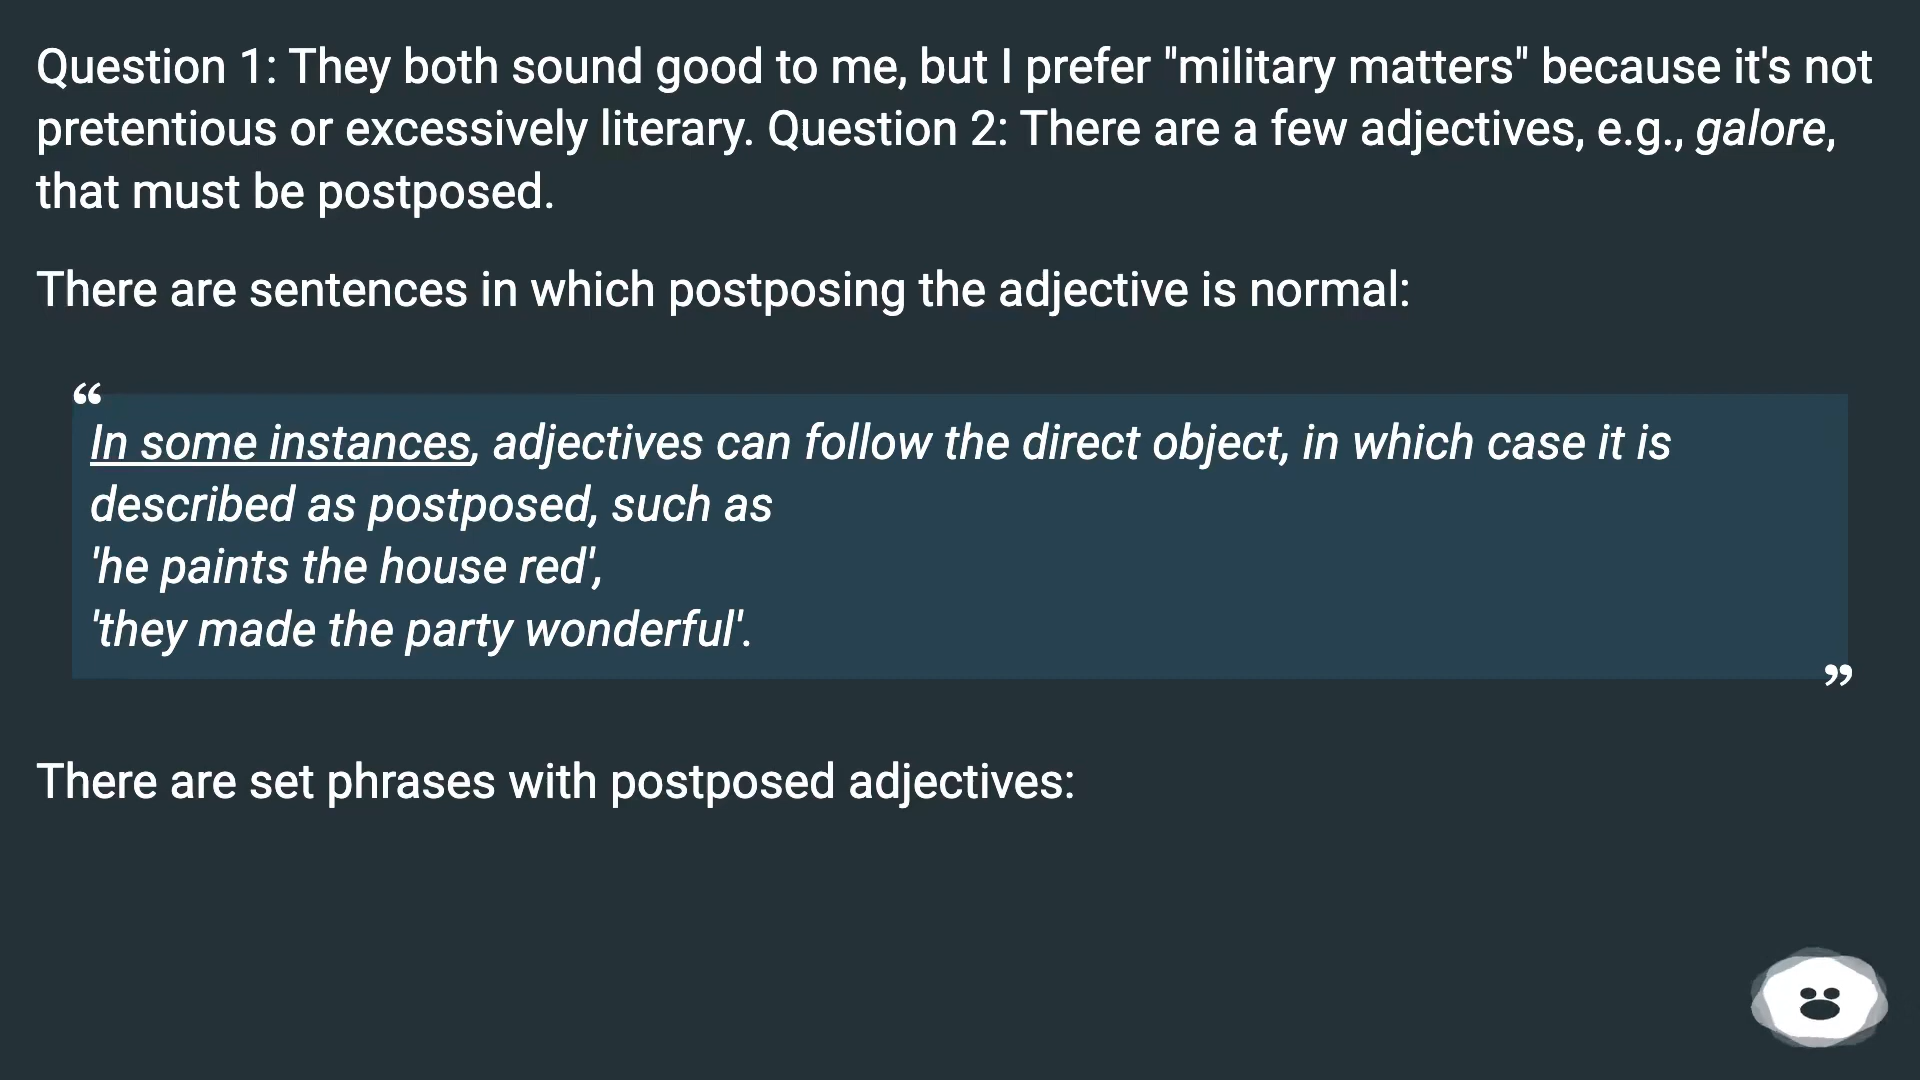 Question 1: They both sound good to me, but I prefer "military matters" because it's not
pretentious or excessively literary. Question 2: There are a few adjectives, e.g., galore,
that must be postposed.
There are sentences in which postposing the adjective is normal:
“
In some instances, adjectives can follow the direct object, in which case it is
described as postposed, such as
'he paints the house red',
'they made the party wonderful'.
”
There are set phrases with postposed adjectives: